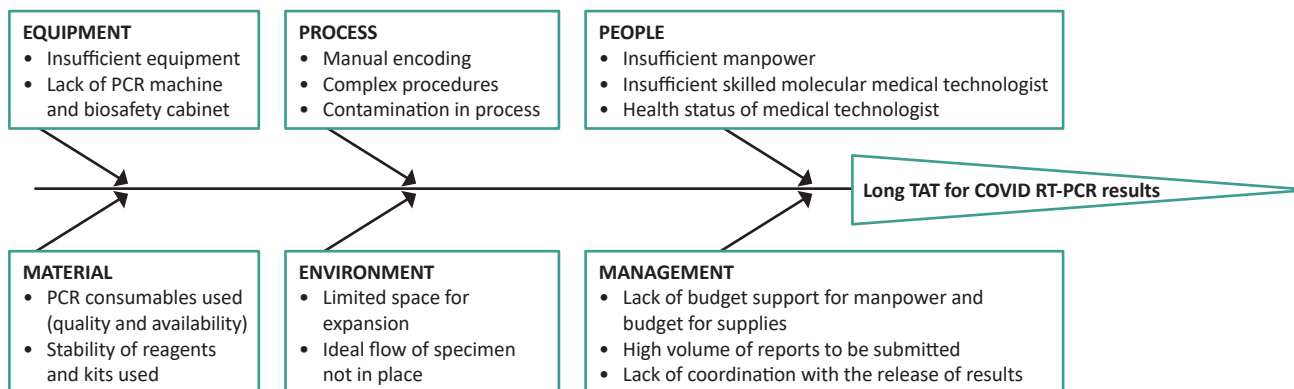 EQUIPMENT
• Insufficient equipment
• Lack of PCR machine
and biosafety cabinet
PROCESS
• Manual encoding
• Complex procedures
• Contamination in process
PEOPLE
• Insufficient manpower
• Insufficient skilled molecular medical technologist
• Health status of medical technologist
Long TAT for COVID RT-PCR results
MATERIAL
• PCR consumables used
(quality and availability)
• Stability of reagents
and kits used
ENVIRONMENT
• Limited space for
expansion
• Ideal flow of specimen
not in place
MANAGEMENT
• Lack of budget support for manpower and
budget for supplies
• High volume of reports to be submitted
• Lack of coordination with the release of results